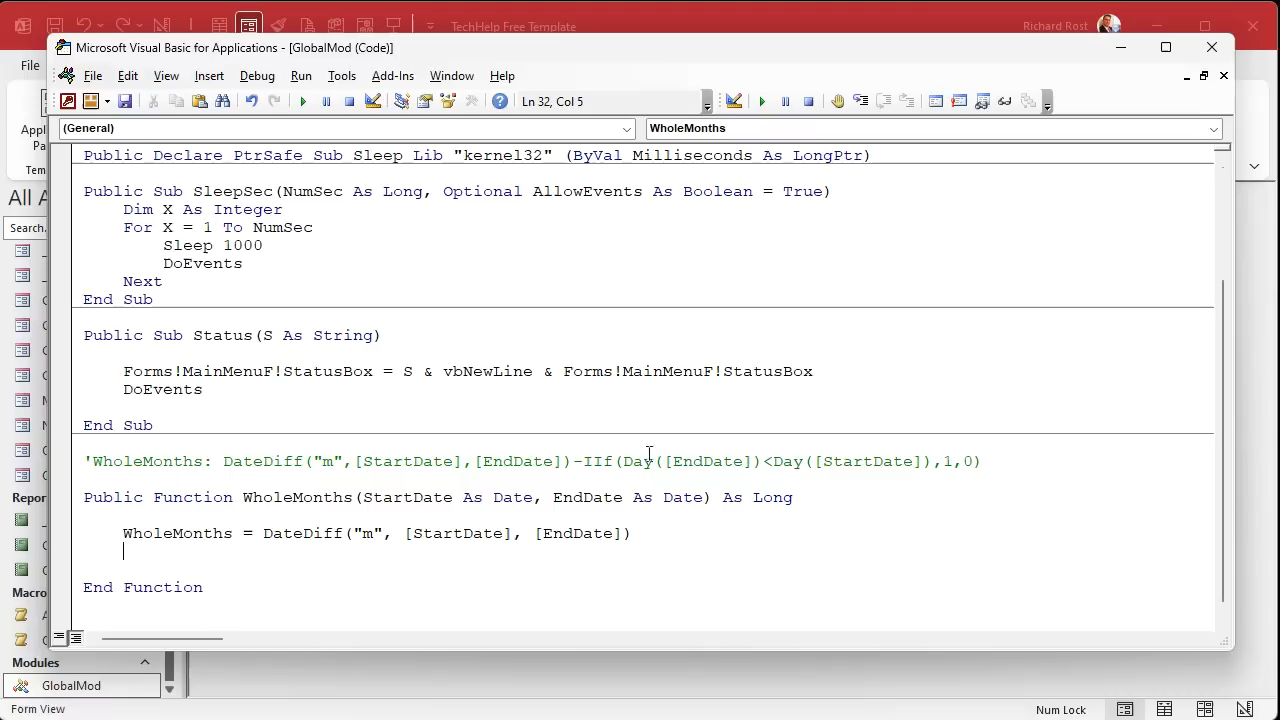 TechHelp Free Template
Richard Rost
File
Microsoft Visual Basic for Applications - [GlobalMod (Code)]
File Edit View Insert Debug Run Tools Add-Ins Window Help
Ln 32, Col 5
(General)
WholeMonths
Public Declare PtrSafe Sub Sleep Lib "kernel32" (ByVal Milliseconds As LongPtr)
Public Sub SleepSec(NumSec As Long, Optional AllowEvents As Boolean = True)
    Dim X As Integer
    For X = 1 To NumSec
        Sleep 1000
        DoEvents
    Next
End Sub
Public Sub Status(S As String)
    Forms!MainMenuF!StatusBox = S & vbNewLine & Forms!MainMenuF!StatusBox
    DoEvents
End Sub
'WholeMonths: DateDiff("m",[StartDate],[EndDate])-IIf(Day([EndDate])<Day([StartDate]),1,0)
Public Function WholeMonths(StartDate As Date, EndDate As Date) As Long
    WholeMonths = DateDiff("m", [StartDate], [EndDate])
End Function
Appl
Pa
Tem
All A
Search.
Report
Macro
Modules
GlobalMod
Form View
Num Lock